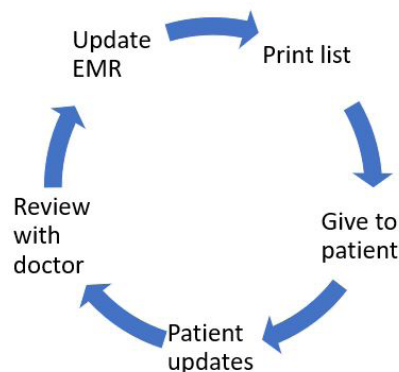 Update
EMR
Print list
Give to
patient
Patient
updates
Review
with
doctor